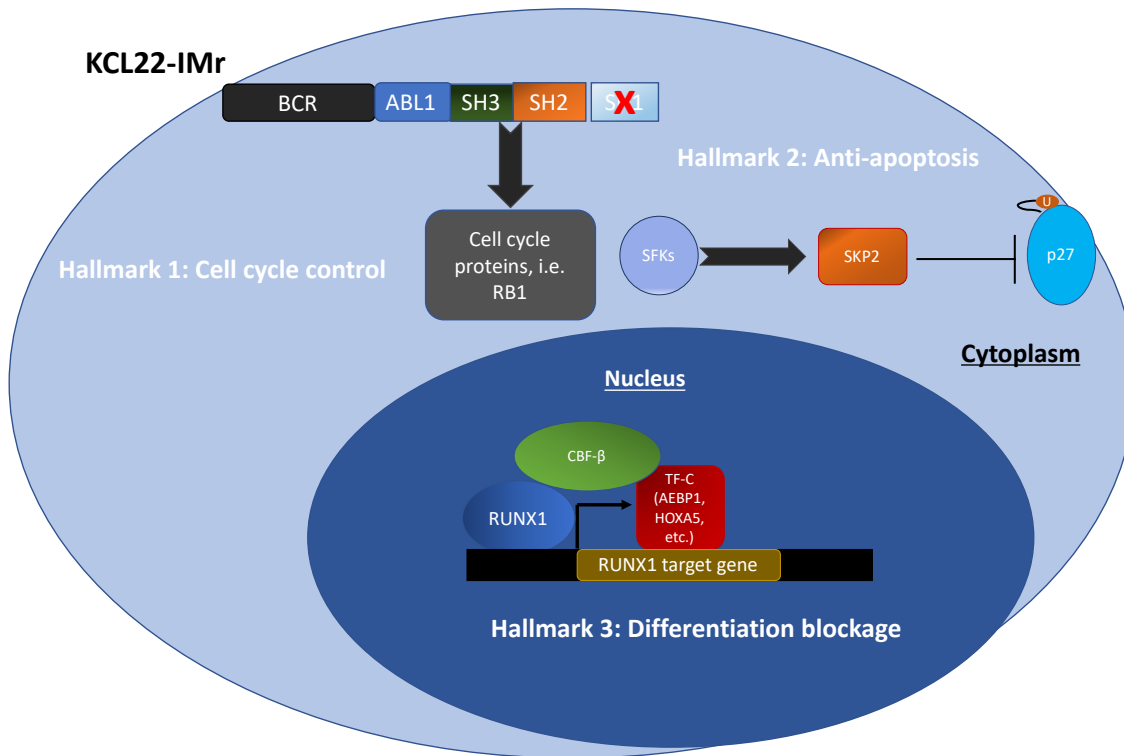 KCL22-IMr
BCR
ABL1
SH3
SH2
X
Hallmark 2: Anti-apoptosis
U
Hallmark 1: Cell cycle control
Cell cycle
proteins, i.e.
RB1
SFKs
SKP2
p27
Cytoplasm
Nucleus
CBF-β
TF-C
(AEBP1,
HOXA5,
etc.)
RUNX1
RUNX1 target gene
Hallmark 3: Differentiation blockage